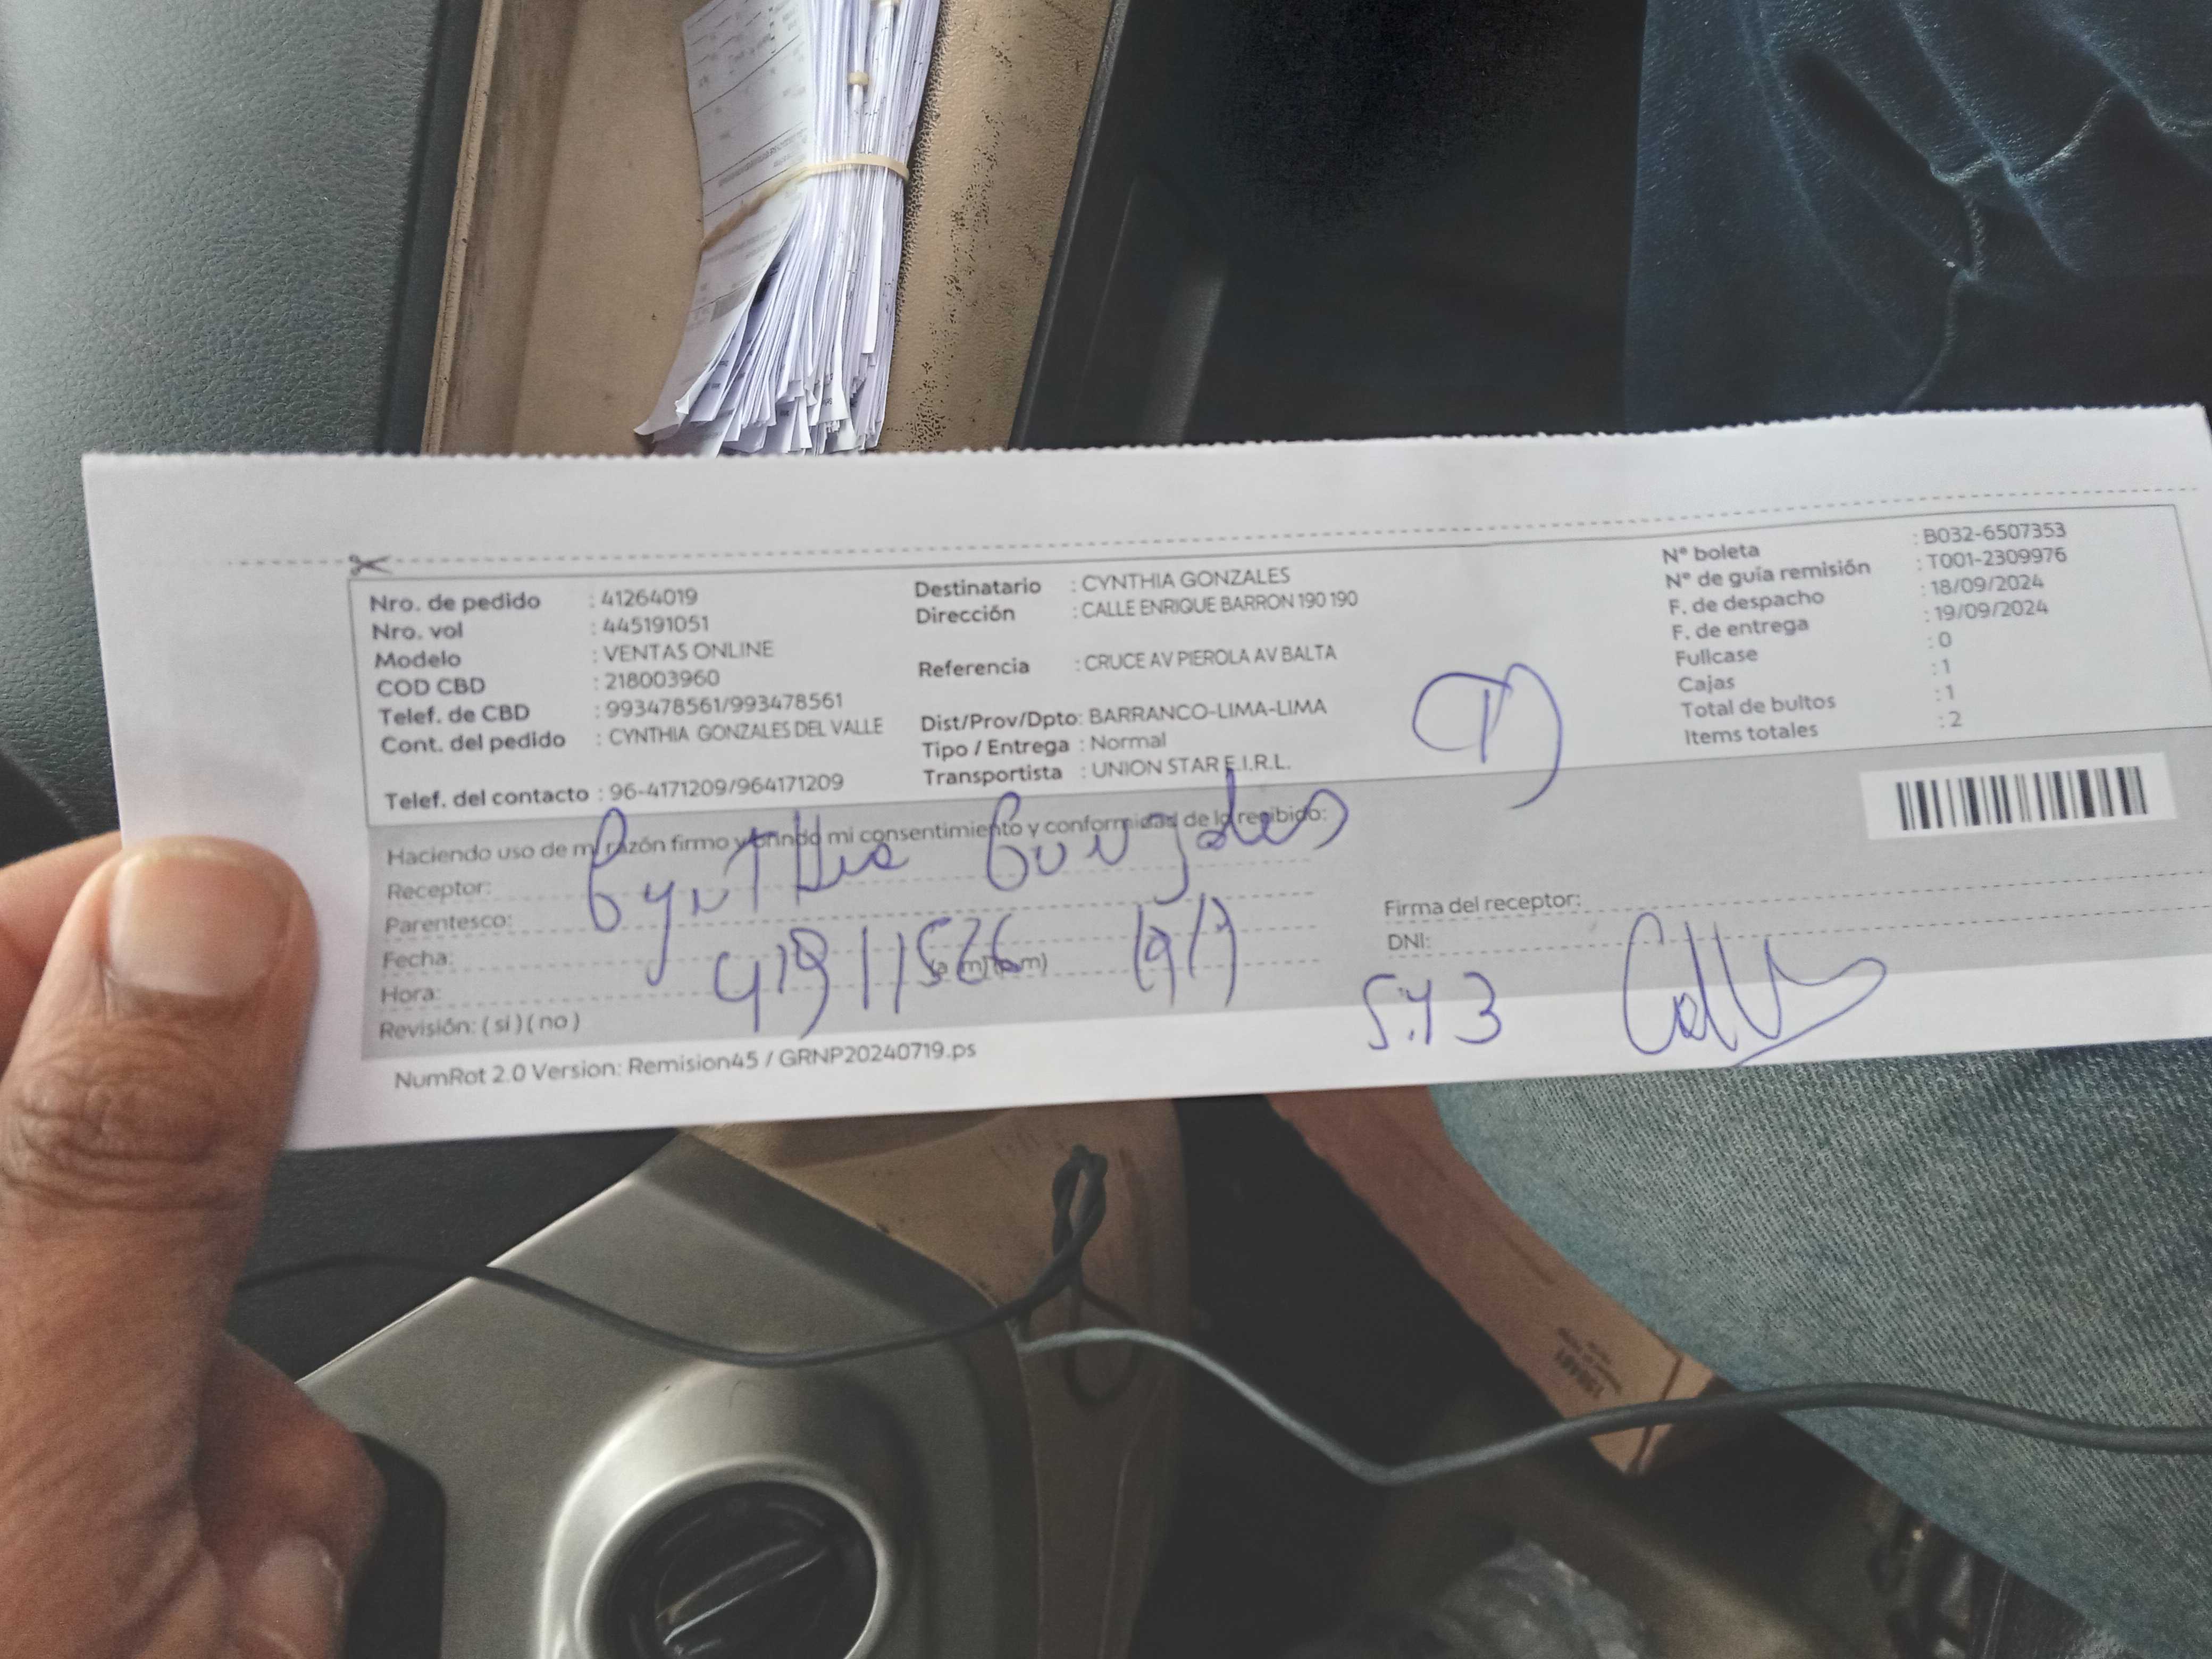 Nro. de pedido : 41264019
Nro. vol : 445191051
Modelo : VENTAS ONLINE
COD CBD : 218003960
Telef. de CBD : 993478561/993478561
Cont. del pedido : CYNTHIA GONZALES DEL VALLE
Telef. del contacto : 96-4171209/964171209
Destinatario : CYNTHIA GONZALES
Dirección : CALLE ENRIQUE BARRON 190 190
Referencia : CRUCE AV PIEROLA AV BALTA
Dist/Prov/Dpto: BARRANCO-LIMA-LIMA
Tipo / Entrega : Normal
Transportista : UNION STAR E.I.R.L.
N° boleta : B032-6507353
N° de guía remisión : T001-2309976
F. de despacho : 18/09/2024
F. de entrega : 19/09/2024
Fullcase : 0
Cajas : 1
Total de bultos : 1
Items totales : 2
Haciendo uso de mi razón firmo y brindo mi consentimiento y conformidad de lo recibido:
Receptor: Cynthia Gonzales
Parentesco:
Fecha:
Hora: (a.m)(p.m)
Revisión: ( si ) ( no )
Firma del receptor:
DNI:
NumRot 2.0 Version: Remision45 / GRNP20240719.ps